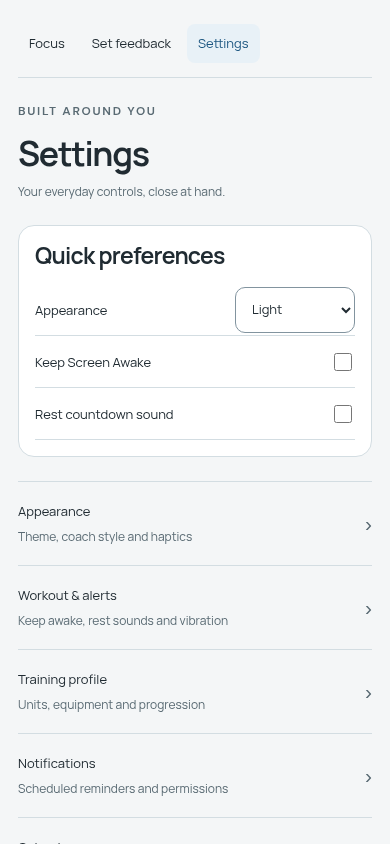 Focus
Set feedback
Settings
BUILT AROUND YOU
Settings
Your everyday controls, close at hand.
Quick preferences
Appearance
Light
Keep Screen Awake
Rest countdown sound
Appearance
Theme, coach style and haptics
Workout & alerts
Keep awake, rest sounds and vibration
Training profile
Units, equipment and progression
Notifications
Scheduled reminders and permissions